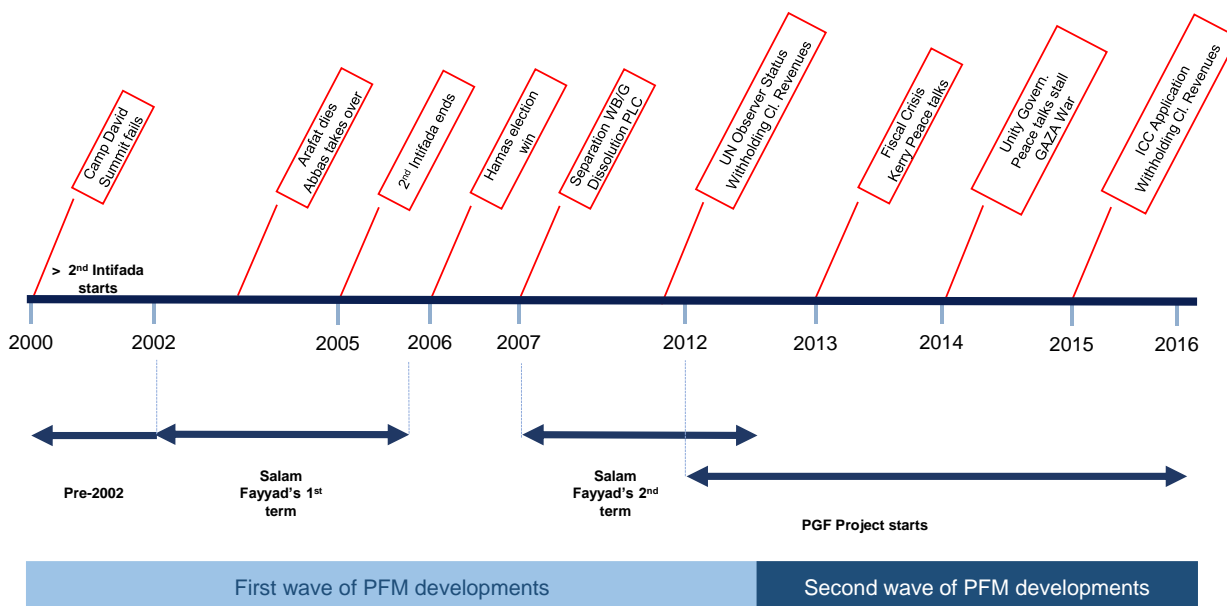 Camp David
Summit fails
Arafat dies
Abbas takes over
2nd Intifada ends
Hamas election
win
Separation WB/G
Dissolution PLC
UN Observer Status
Withholding Cl. Revenues
Fiscal Crisis
Kerry Peace talks
Unity Govern.
Peace talks stall
GAZA War
ICC Application
Withholding Cl. Revenues
> 2nd Intifada
starts
2000
2002
2005
2006
2007
2012
2013
2014
2015
2016
Pre-2002
Salam
Fayyad's 1st
term
Salam
Fayyad's 2nd
term
PGF Project starts
First wave of PFM developments
Second wave of PFM developments